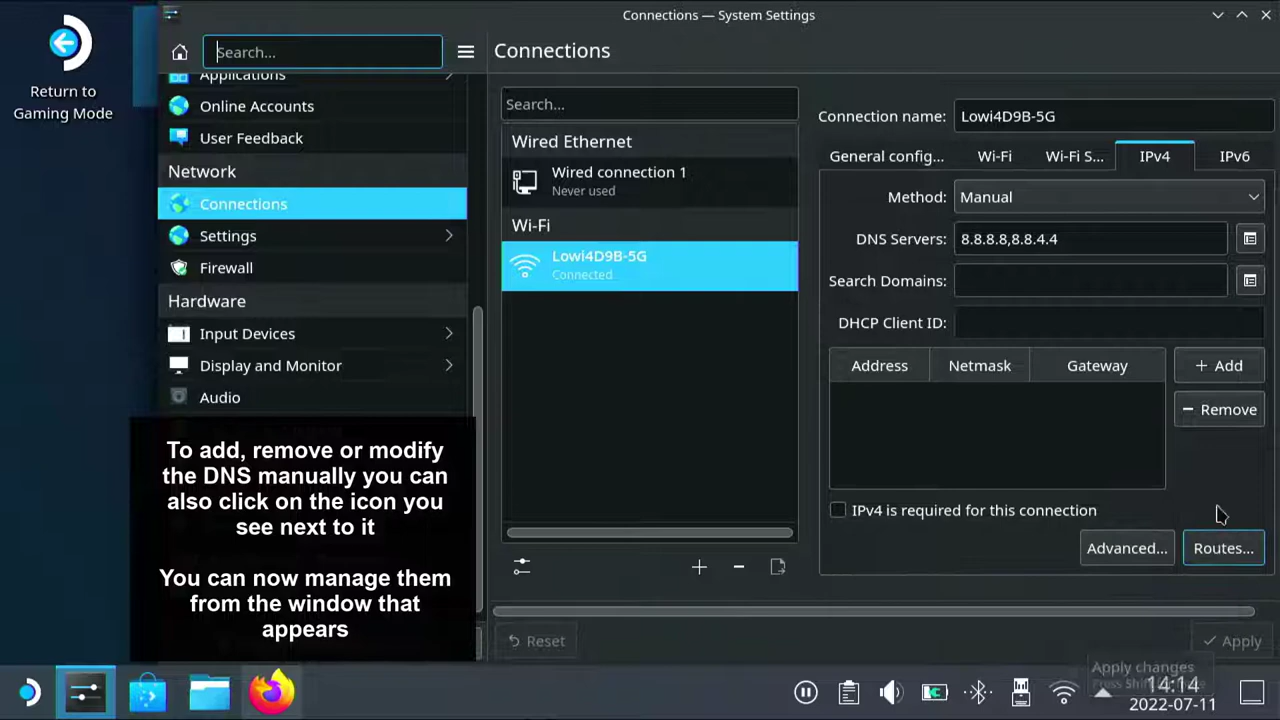 Connections — System Settings
Return to
Gaming Mode
Search...
Applications
Online Accounts
User Feedback
Network
Connections
Settings
Firewall
Hardware
Input Devices
Display and Monitor
Audio
To add, remove or modify
the DNS manually you can
also click on the icon you
see next to it
You can now manage them
from the window that
appears
Connections
Search...
Wired Ethernet
Wired connection 1
Never used
Wi-Fi
Lowi4D9B-5G
Connected
Connection name: Lowi4D9B-5G
General config... Wi-Fi Wi-Fi S... IPv4 IPv6
Method: Manual
DNS Servers: 8.8.8.8,8.8.4.4
Search Domains:
DHCP Client ID:
Address Netmask Gateway
+ Add
− Remove
IPv4 is required for this connection
Advanced... Routes...
Reset
Apply
Apply changes
14:14
2022-07-11